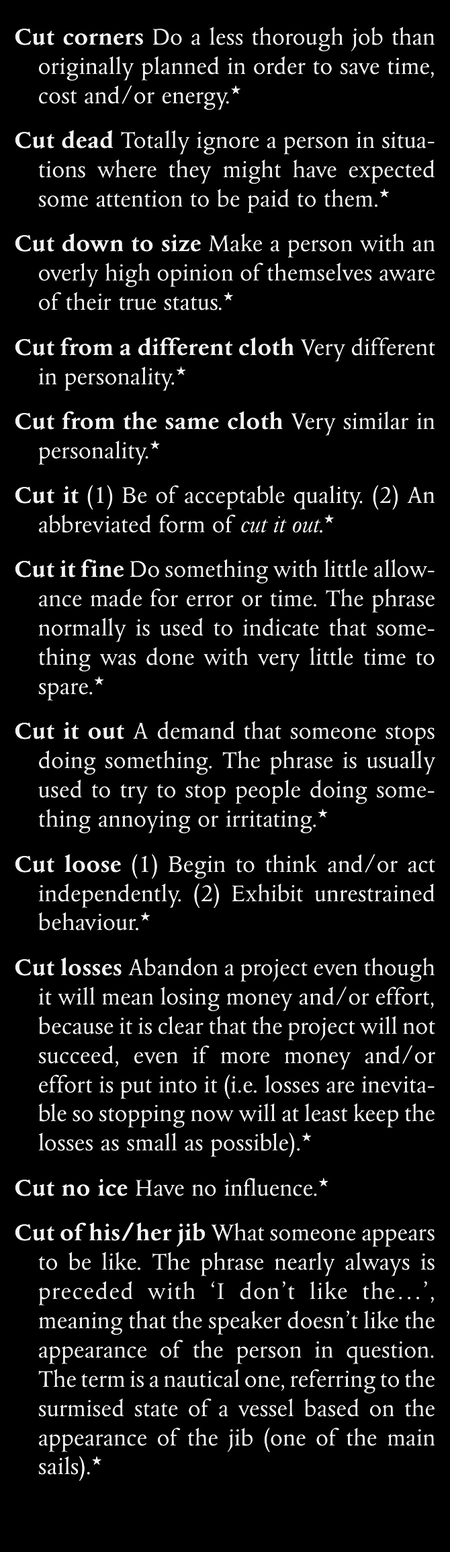 Cut corners Do a less thorough job than
originally planned in order to save time,
cost and/or energy.★
Cut dead Totally ignore a person in situa-
tions where they might have expected
some attention to be paid to them.★
Cut down to size Make a person with an
overly high opinion of themselves aware
of their true status.★
Cut from a different cloth Very different
in personality.★
Cut from the same cloth Very similar in
personality.★
Cut it (1) Be of acceptable quality. (2) An
abbreviated form of cut it out.★
Cut it fine Do something with little allow-
ance made for error or time. The phrase
normally is used to indicate that some-
thing was done with very little time to
spare.★
Cut it out A demand that someone stops
doing something. The phrase is usually
used to try to stop people doing some-
thing annoying or irritating.★
Cut loose (1) Begin to think and/or act
independently. (2) Exhibit unrestrained
behaviour.★
Cut losses Abandon a project even though
it will mean losing money and/or effort,
because it is clear that the project will not
succeed, even if more money and/or
effort is put into it (i.e. losses are inevita-
ble so stopping now will at least keep the
losses as small as possible).★
Cut no ice Have no influence.★
Cut of his/her jib What someone appears
to be like. The phrase nearly always is
preceded with ‘I don’t like the…’,
meaning that the speaker doesn’t like the
appearance of the person in question.
The term is a nautical one, referring to the
surmised state of a vessel based on the
appearance of the jib (one of the main
sails).★